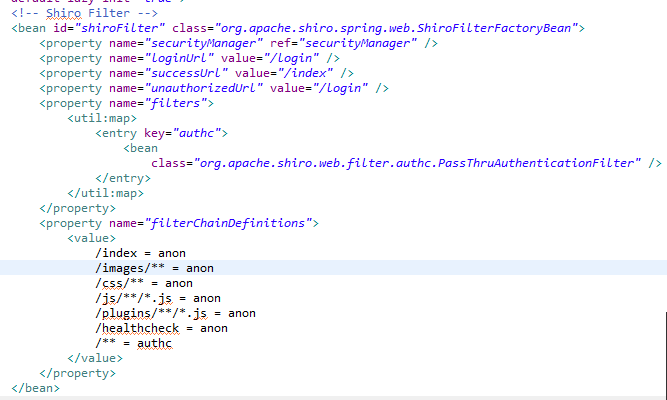 <!-- Shiro Filter -->
<bean id="shiroFilter" class="org.apache.shiro.spring.web.ShiroFilterFactoryBean">
<property name="securityManager" ref="securityManager" />
<property name="loginUrl" value="/login" />
<property name="successUrl" value="/index" />
<property name="unauthorizedUrl" value="/login" />
<property name="filters">
<util:map>
<entry key="authc">
<bean
class="org.apache.shiro.web.filter.authc.PassThruAuthenticationFilter" />
</entry>
</util:map>
</property>
<property name="filterChainDefinitions">
<value>
/index = anon
/images/** = anon
/css/** = anon
/js/**/*.js = anon
/plugins/**/*.js = anon
/healthcheck = anon
/** = authc
</value>
</property>
</bean>